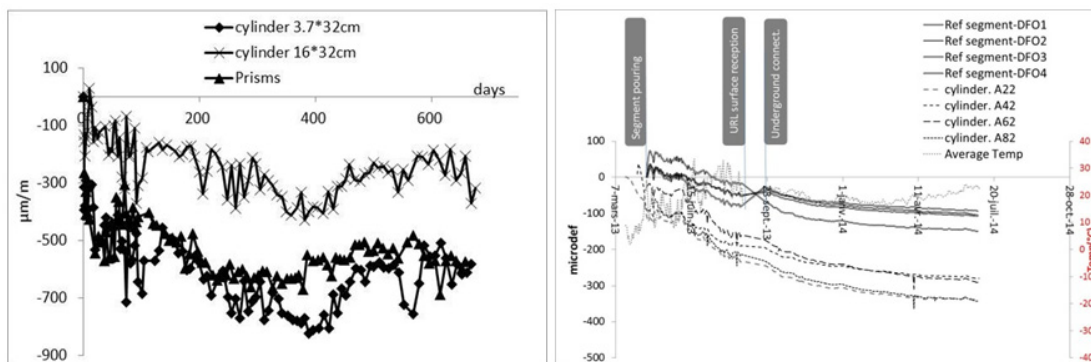 cylinder 3.7*32cm
cylinder 16*32cm
Prisms
days
100
-100
-300
-500
-700
-900
0
200
400
600
μm/m
Ref segment-DFO1
Ref segment-DFO2
Ref segment-DFO3
Ref segment-DFO4
cylinder. A22
cylinder. A42
cylinder. A62
cylinder. A82
Average Temp
Segment pouring
URL surface reception
Underground connect.
100
0
-100
-200
-300
-400
-500
microdef
7-mars-13
sept.-13
1-janv.-14
20-juil.-14
28-oct.-14
40
30
20
10
0
-10
-20
-30
-40